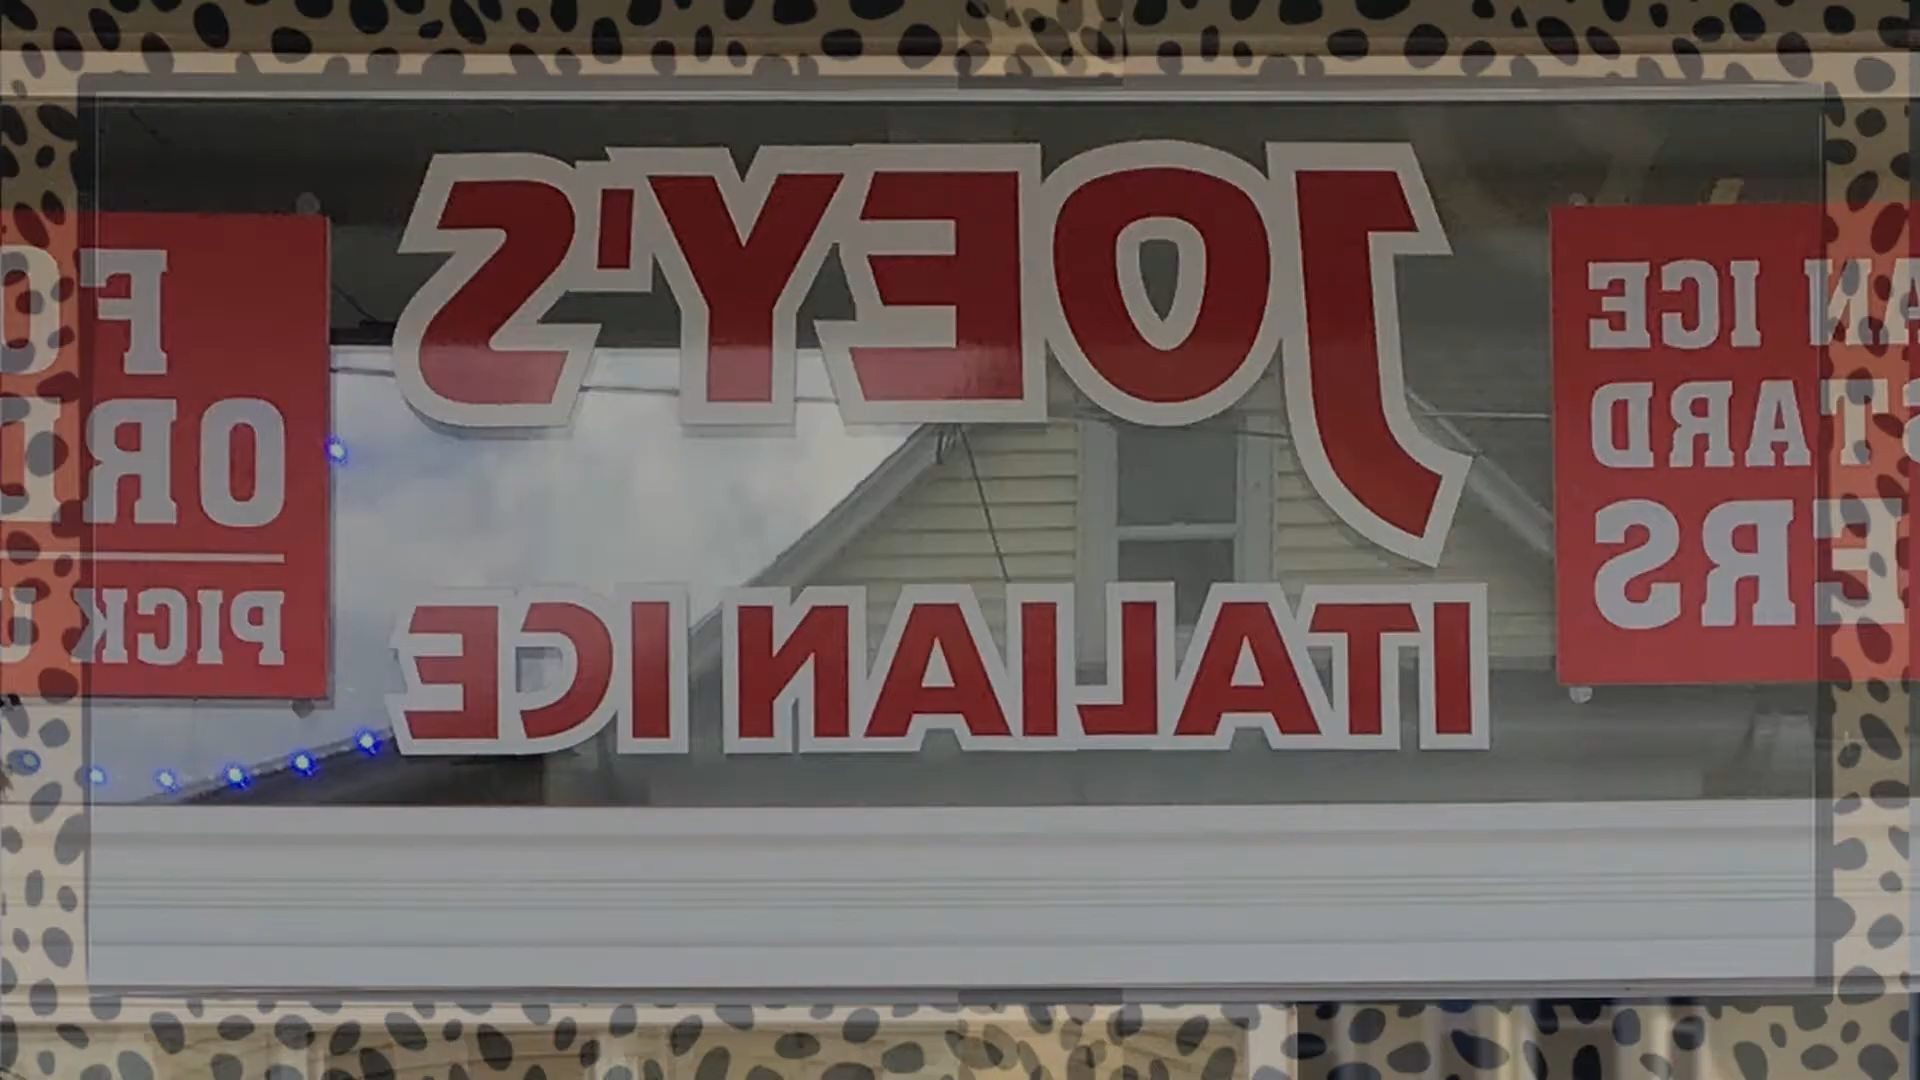 JOEY'S
ITALIAN ICE
AN ICE
STARD
ERS
FO
OR
PICK U